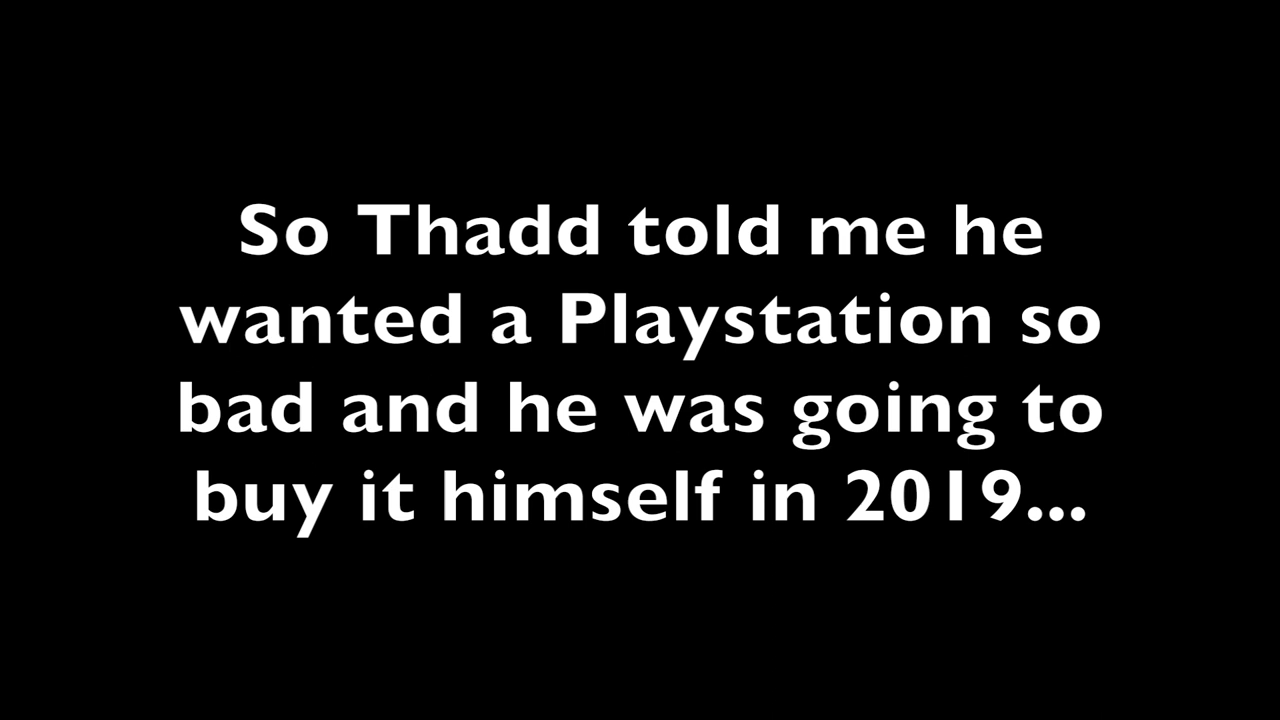 So Thadd told me he
wanted a Playstation so
bad and he was going to
buy it himself in 2019...